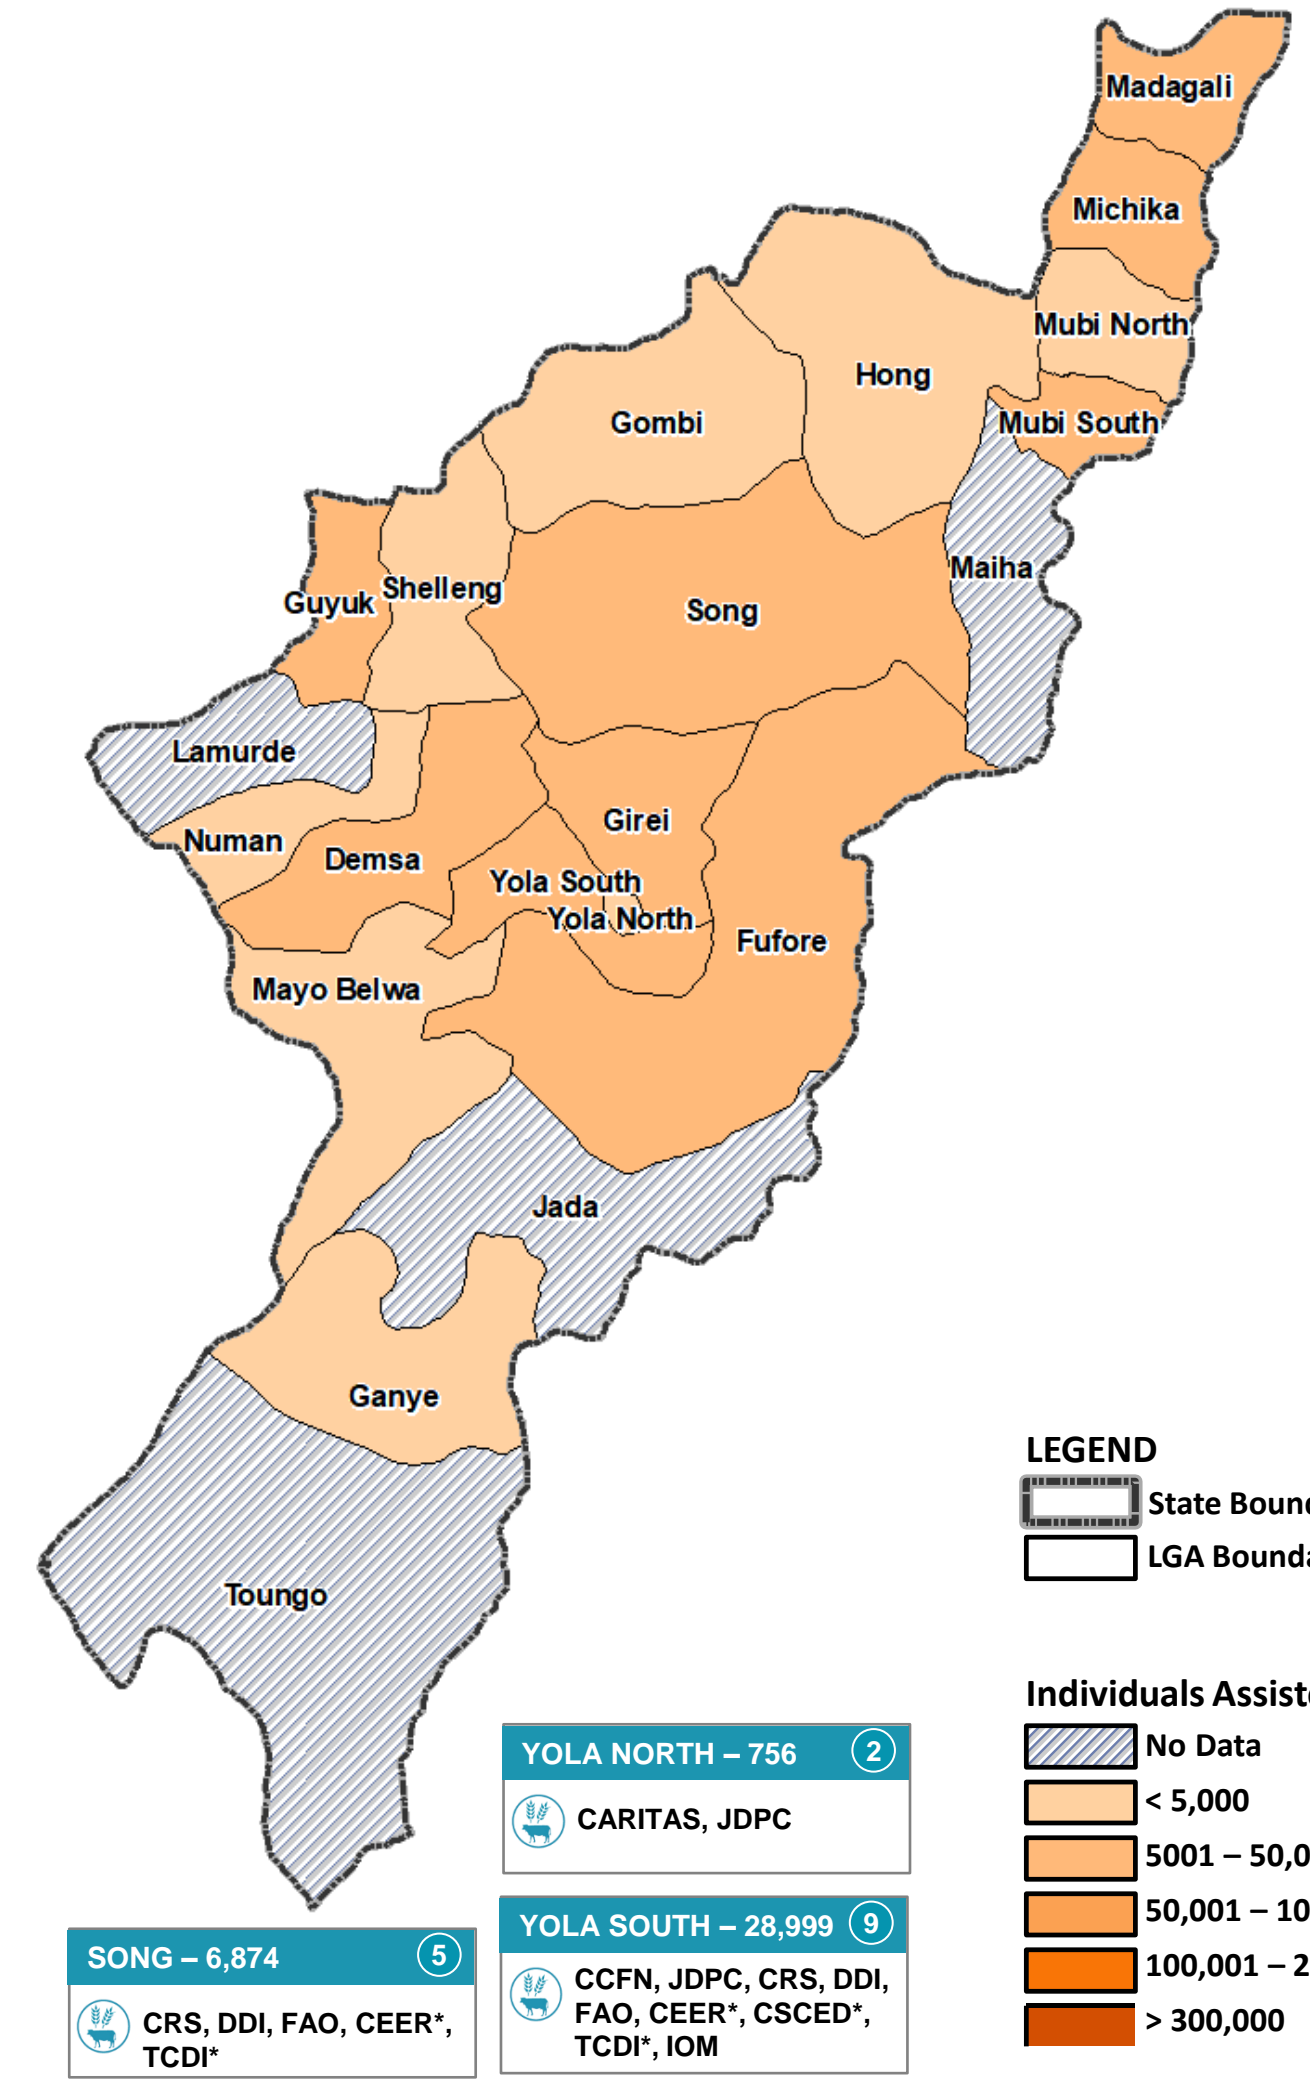 Madagali
Michika
Mubi North
Hong
Gombi
Mubi South
Maiha
Shelleng
Guyuk
Song
Lamurde
Girei
Numan
Demsa
Yola South
Yola North
Fufore
Mayo Belwa
Jada
Ganye
Toungo
LEGEND
State Bound
LGA Bounda
Individuals Assist
No Data
< 5,000
5001 – 50,0
50,001 – 10
100,001 – 2
> 300,000
YOLA NORTH – 756 2
CARITAS, JDPC
YOLA SOUTH – 28,999 9
CCFN, JDPC, CRS, DDI,
FAO, CEER*, CSCED*,
TCDI*, IOM
SONG – 6,874 5
CRS, DDI, FAO, CEER*,
TCDI*